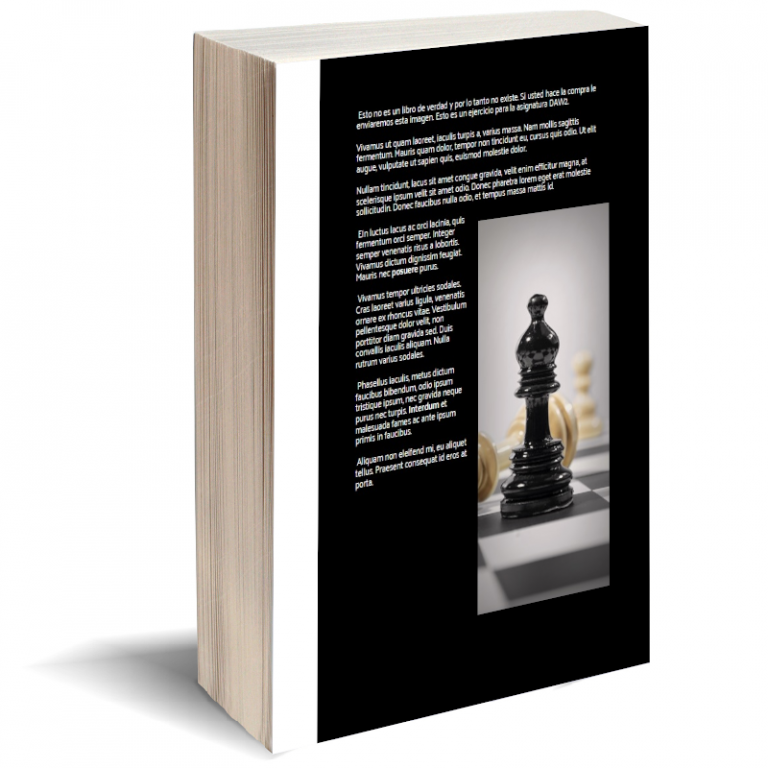 Esto no es un libro de verdad y por lo tanto no existe. Si usted hace la compra le
enviaremos esta imagen. Esto es un ejercicio para la asignatura DAW2.
Vivamus ut quam laoreet, iaculis turpis a, varius massa. Nam mollis sagittis
fermentum. Mauris quam dolor, tempor non tincidunt eu, cursus quis odio. Ut elit
augue, vulputate ut sapien quis, euismod molestie dolor.
Nullam tincidunt, lacus sit amet congue gravida, velit enim efficitur magna, at
scelerisque ipsum velit sit amet odio. Donec pharetra lorem eget erat molestie
sollicitudin. Donec faucibus nulla odio, et tempus massa mattis id.
Ein luctus lacus ac orci lacinia, quis
fermentum orci semper. Integer
semper venenatis risus a lobortis.
Vivamus dictum dignissim feugiat.
Mauris nec posuere purus.
Vivamus tempor ultricies sodales.
Cras laoreet varius ligula, venenatis
ornare ex rhoncus vitae. Vestibulum
pellentesque dolor velit, non
porttitor diam gravida sed. Duis
convallis iaculis aliquam. Nulla
rutrum varius sodales.
Phasellus iaculis, metus dictum
faucibus bibendum, odio ipsum
tristique ipsum, nec gravida neque
purus nec turpis. Interdum et
malesuada fames ac ante ipsum
primis in faucibus.
Aliquam non eleifend mi, eu aliquet
tellus. Praesent consequat id eros at
porta.